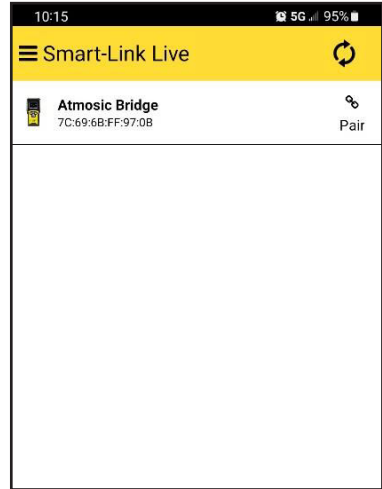 10:15 5G 95%
Smart-Link Live
Atmosic Bridge
7C:69:6B:FF:97:0B
Pair